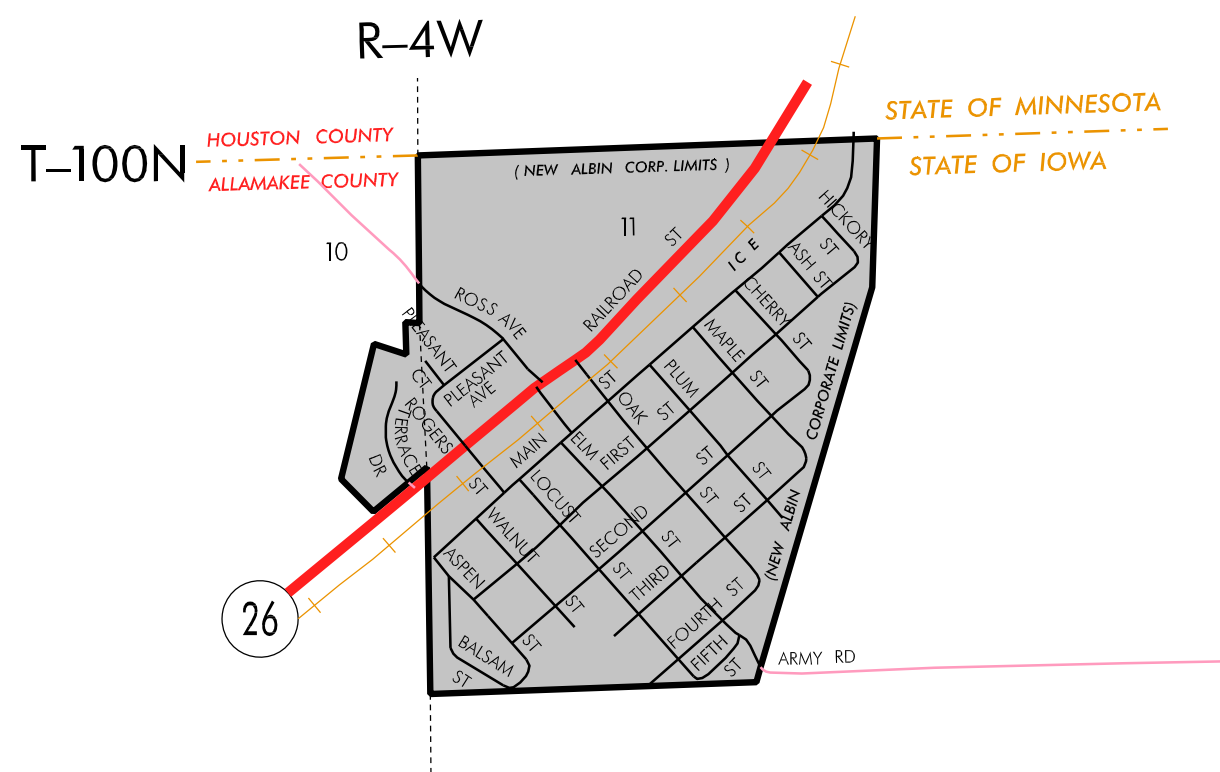 R–4W
STATE OF MINNESOTA
HOUSTON COUNTY
T–100N
( NEW ALBIN CORP. LIMITS )
STATE OF IOWA
ALLAMAKEE COUNTY
11
10
HICKORY
ST
ST
RAILROAD
ICE
ASH ST
ROSS AVE
CHERRY
ST
PLEASANT
CT
PLEASANT
AVE
MAPLE
ST
PLUM
ST
(NEW ALBIN CORPORATE LIMITS)
ST
OAK
ST
ROGERS
ST
TERRACE
DR
MAIN
ELM
FIRST
ST
ST
LOCUST
ST
ST
WALNUT
SECOND
ST
ASPEN
ST
THIRD
ST
ST
FOURTH
ST
26
BALSAM
ST
FIFTH
ST
ARMY RD